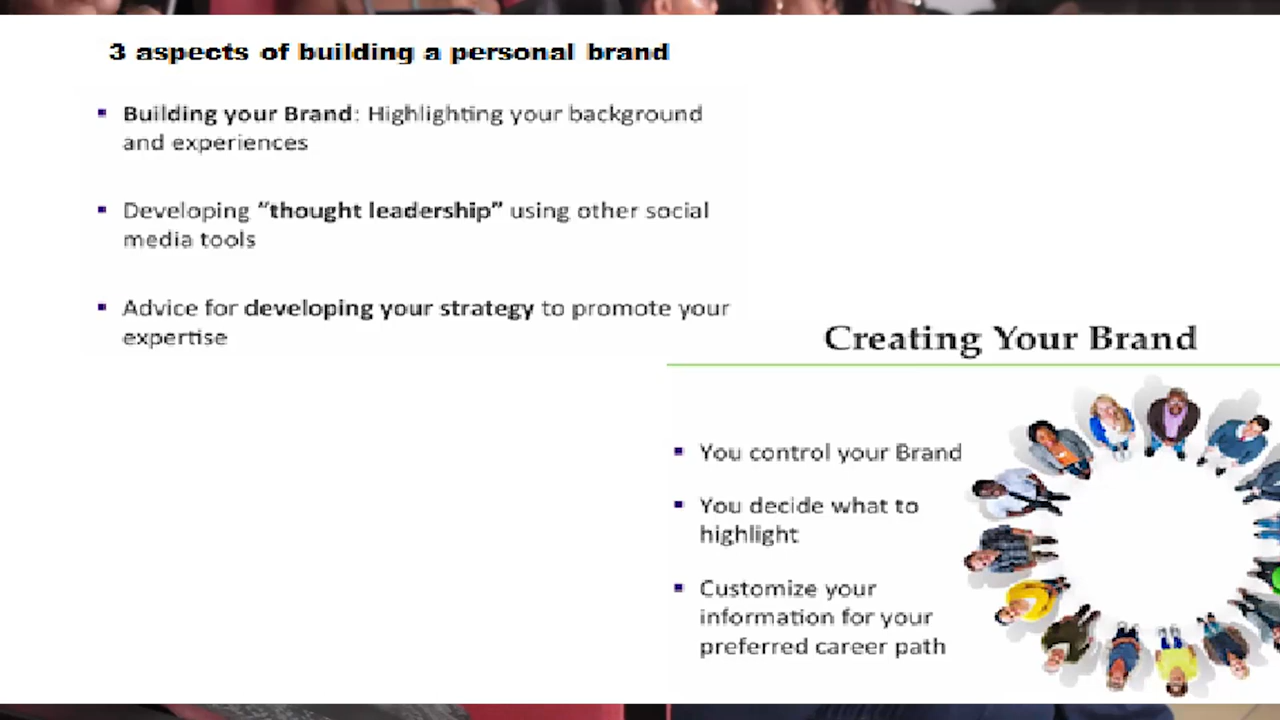 3 aspects of building a personal brand
▪ Building your Brand: Highlighting your background
and experiences
▪ Developing “thought leadership” using other social
media tools
▪ Advice for developing your strategy to promote your
expertise
Creating Your Brand
▪ You control your Brand
▪ You decide what to
highlight
▪ Customize your
information for your
preferred career path